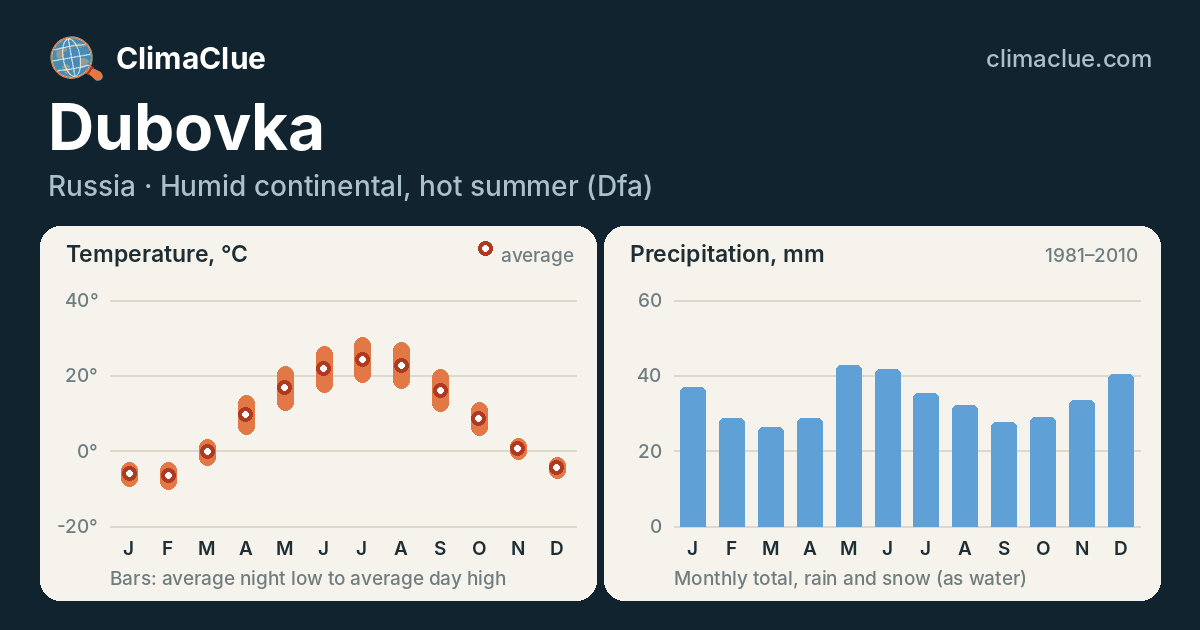 ClimaClue
climaclue.com
Dubovka
Russia · Humid continental, hot summer (Dfa)
Temperature, °C
average
40°
20°
0°
-20°
J F M A M J J A S O N D
Bars: average night low to average day high
Precipitation, mm
1981–2010
60
40
20
0
J F M A M J J A S O N D
Monthly total, rain and snow (as water)